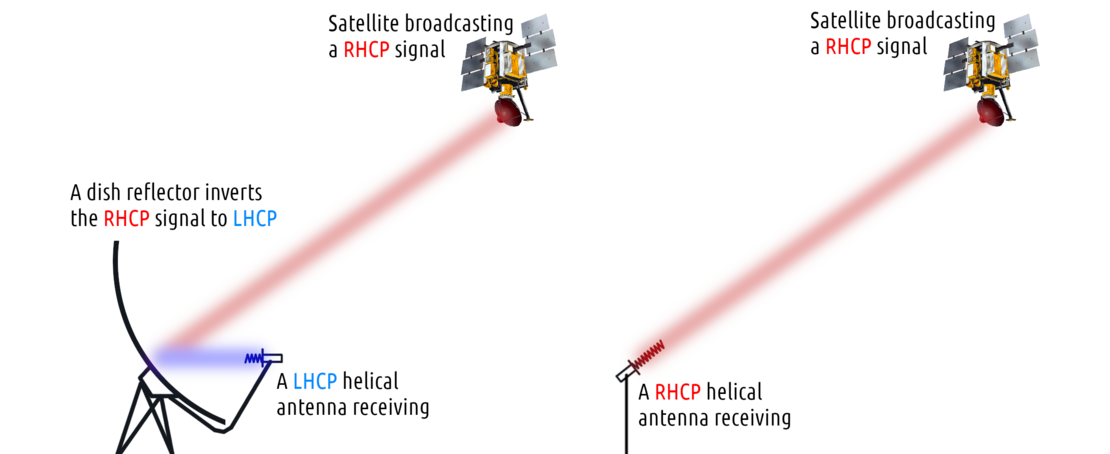 Satellite broadcasting
a RHCP signal
A dish reflector inverts
the RHCP signal to LHCP
A LHCP helical
antenna receiving
Satellite broadcasting
a RHCP signal
A RHCP helical
antenna receiving